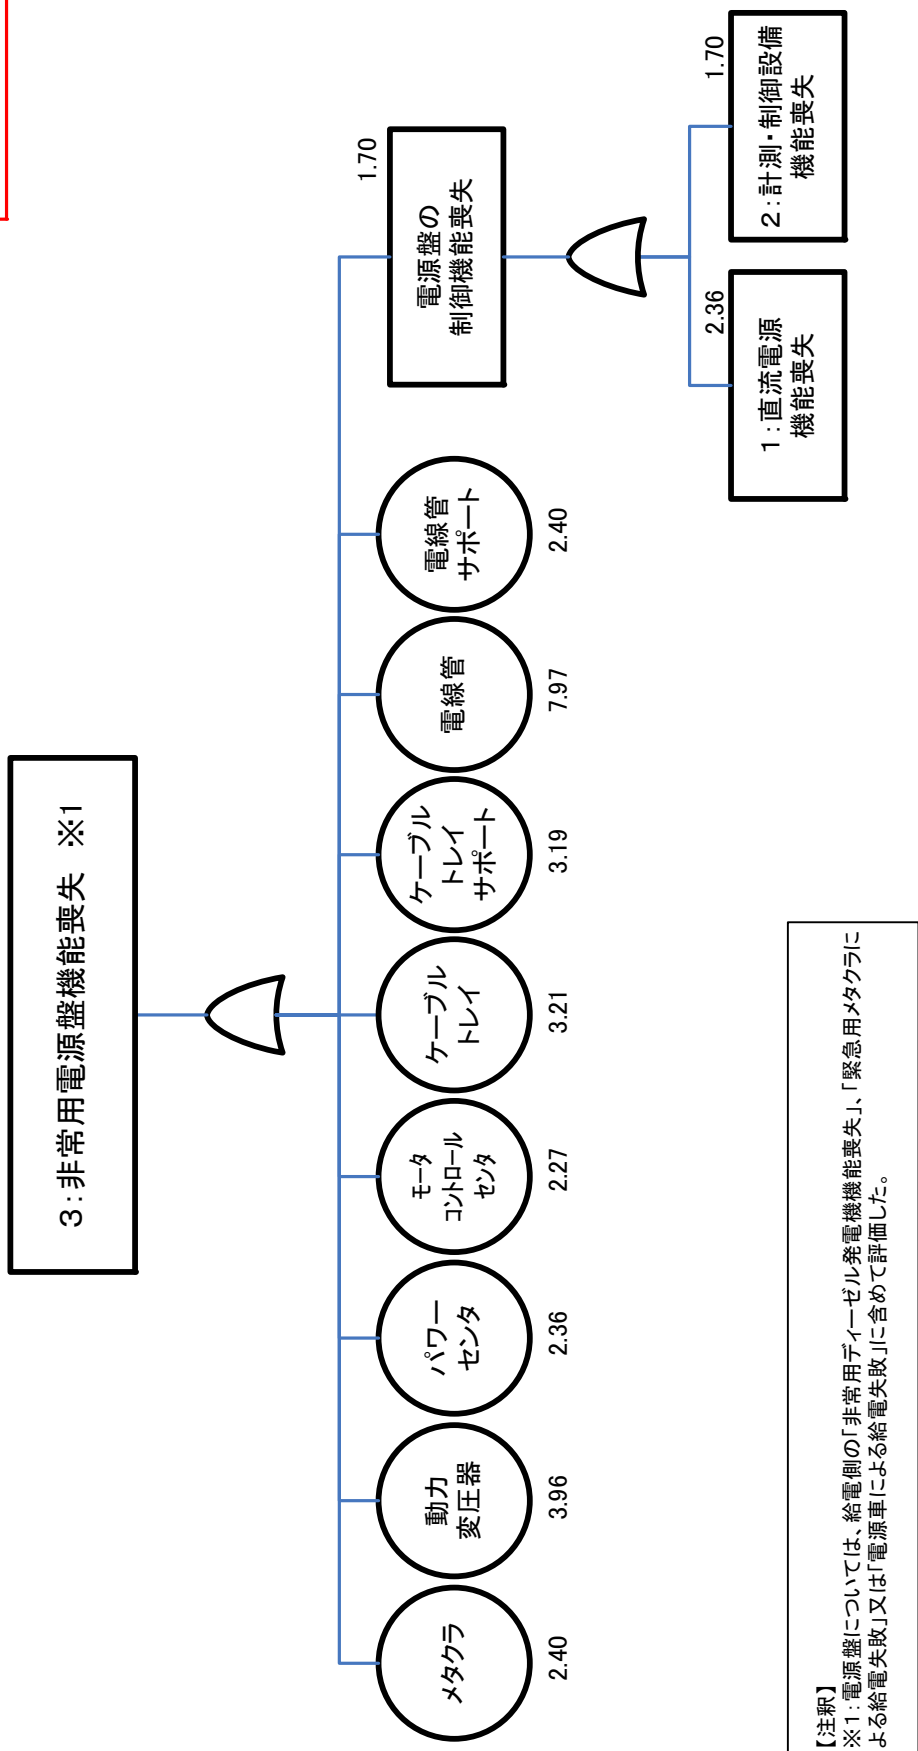 3:非常用電源盤機能喪失 ※1
メタクラ
2.40
動力
変圧器
3.96
パワー
センタ
2.36
モータ
コントロール
センタ
2.27
ケーブル
トレイ
3.21
ケーブル
トレイ
サポート
3.19
電線管
7.97
電線管
サポート
2.40
1.70
電源盤の
制御機能喪失
2.36
1:直流電源
機能喪失
1.70
2:計測・制御設備
機能喪失
【注釈】
※1:電源盤については、給電側の「非常用ディーゼル発電機機能喪失」、「緊急用メタクラに
よる給電失敗」又は「電源車による給電失敗」に含めて評価した。